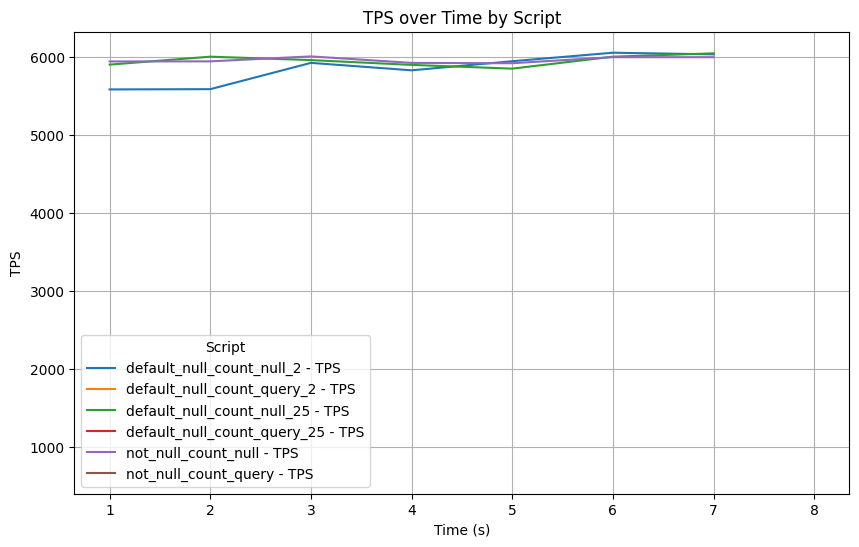 TPS over Time by Script
6000
5000
4000
3000
2000
1000
TPS
Script
default_null_count_null_2 - TPS
default_null_count_query_2 - TPS
default_null_count_null_25 - TPS
default_null_count_query_25 - TPS
not_null_count_null - TPS
not_null_count_query - TPS
1 2 3 4 5 6 7 8
Time (s)